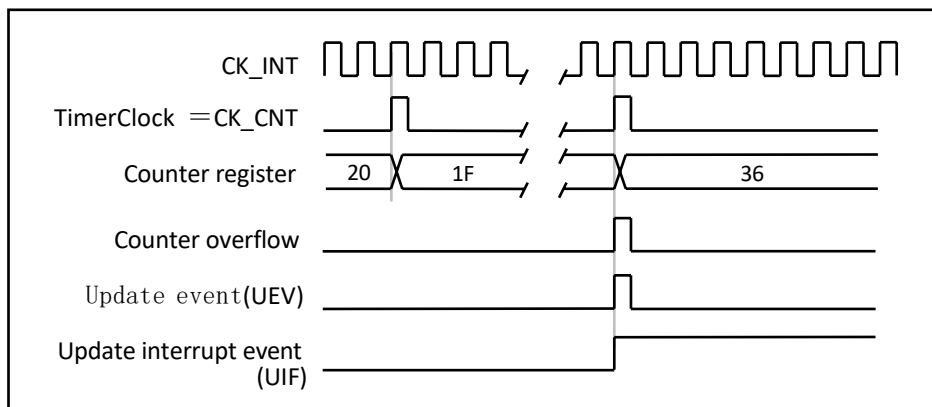 CK_INT
TimerClock =CK_CNT
Counter register
20
1F
36
Counter overflow
Update event(UEV)
Update interrupt event
(UIF)